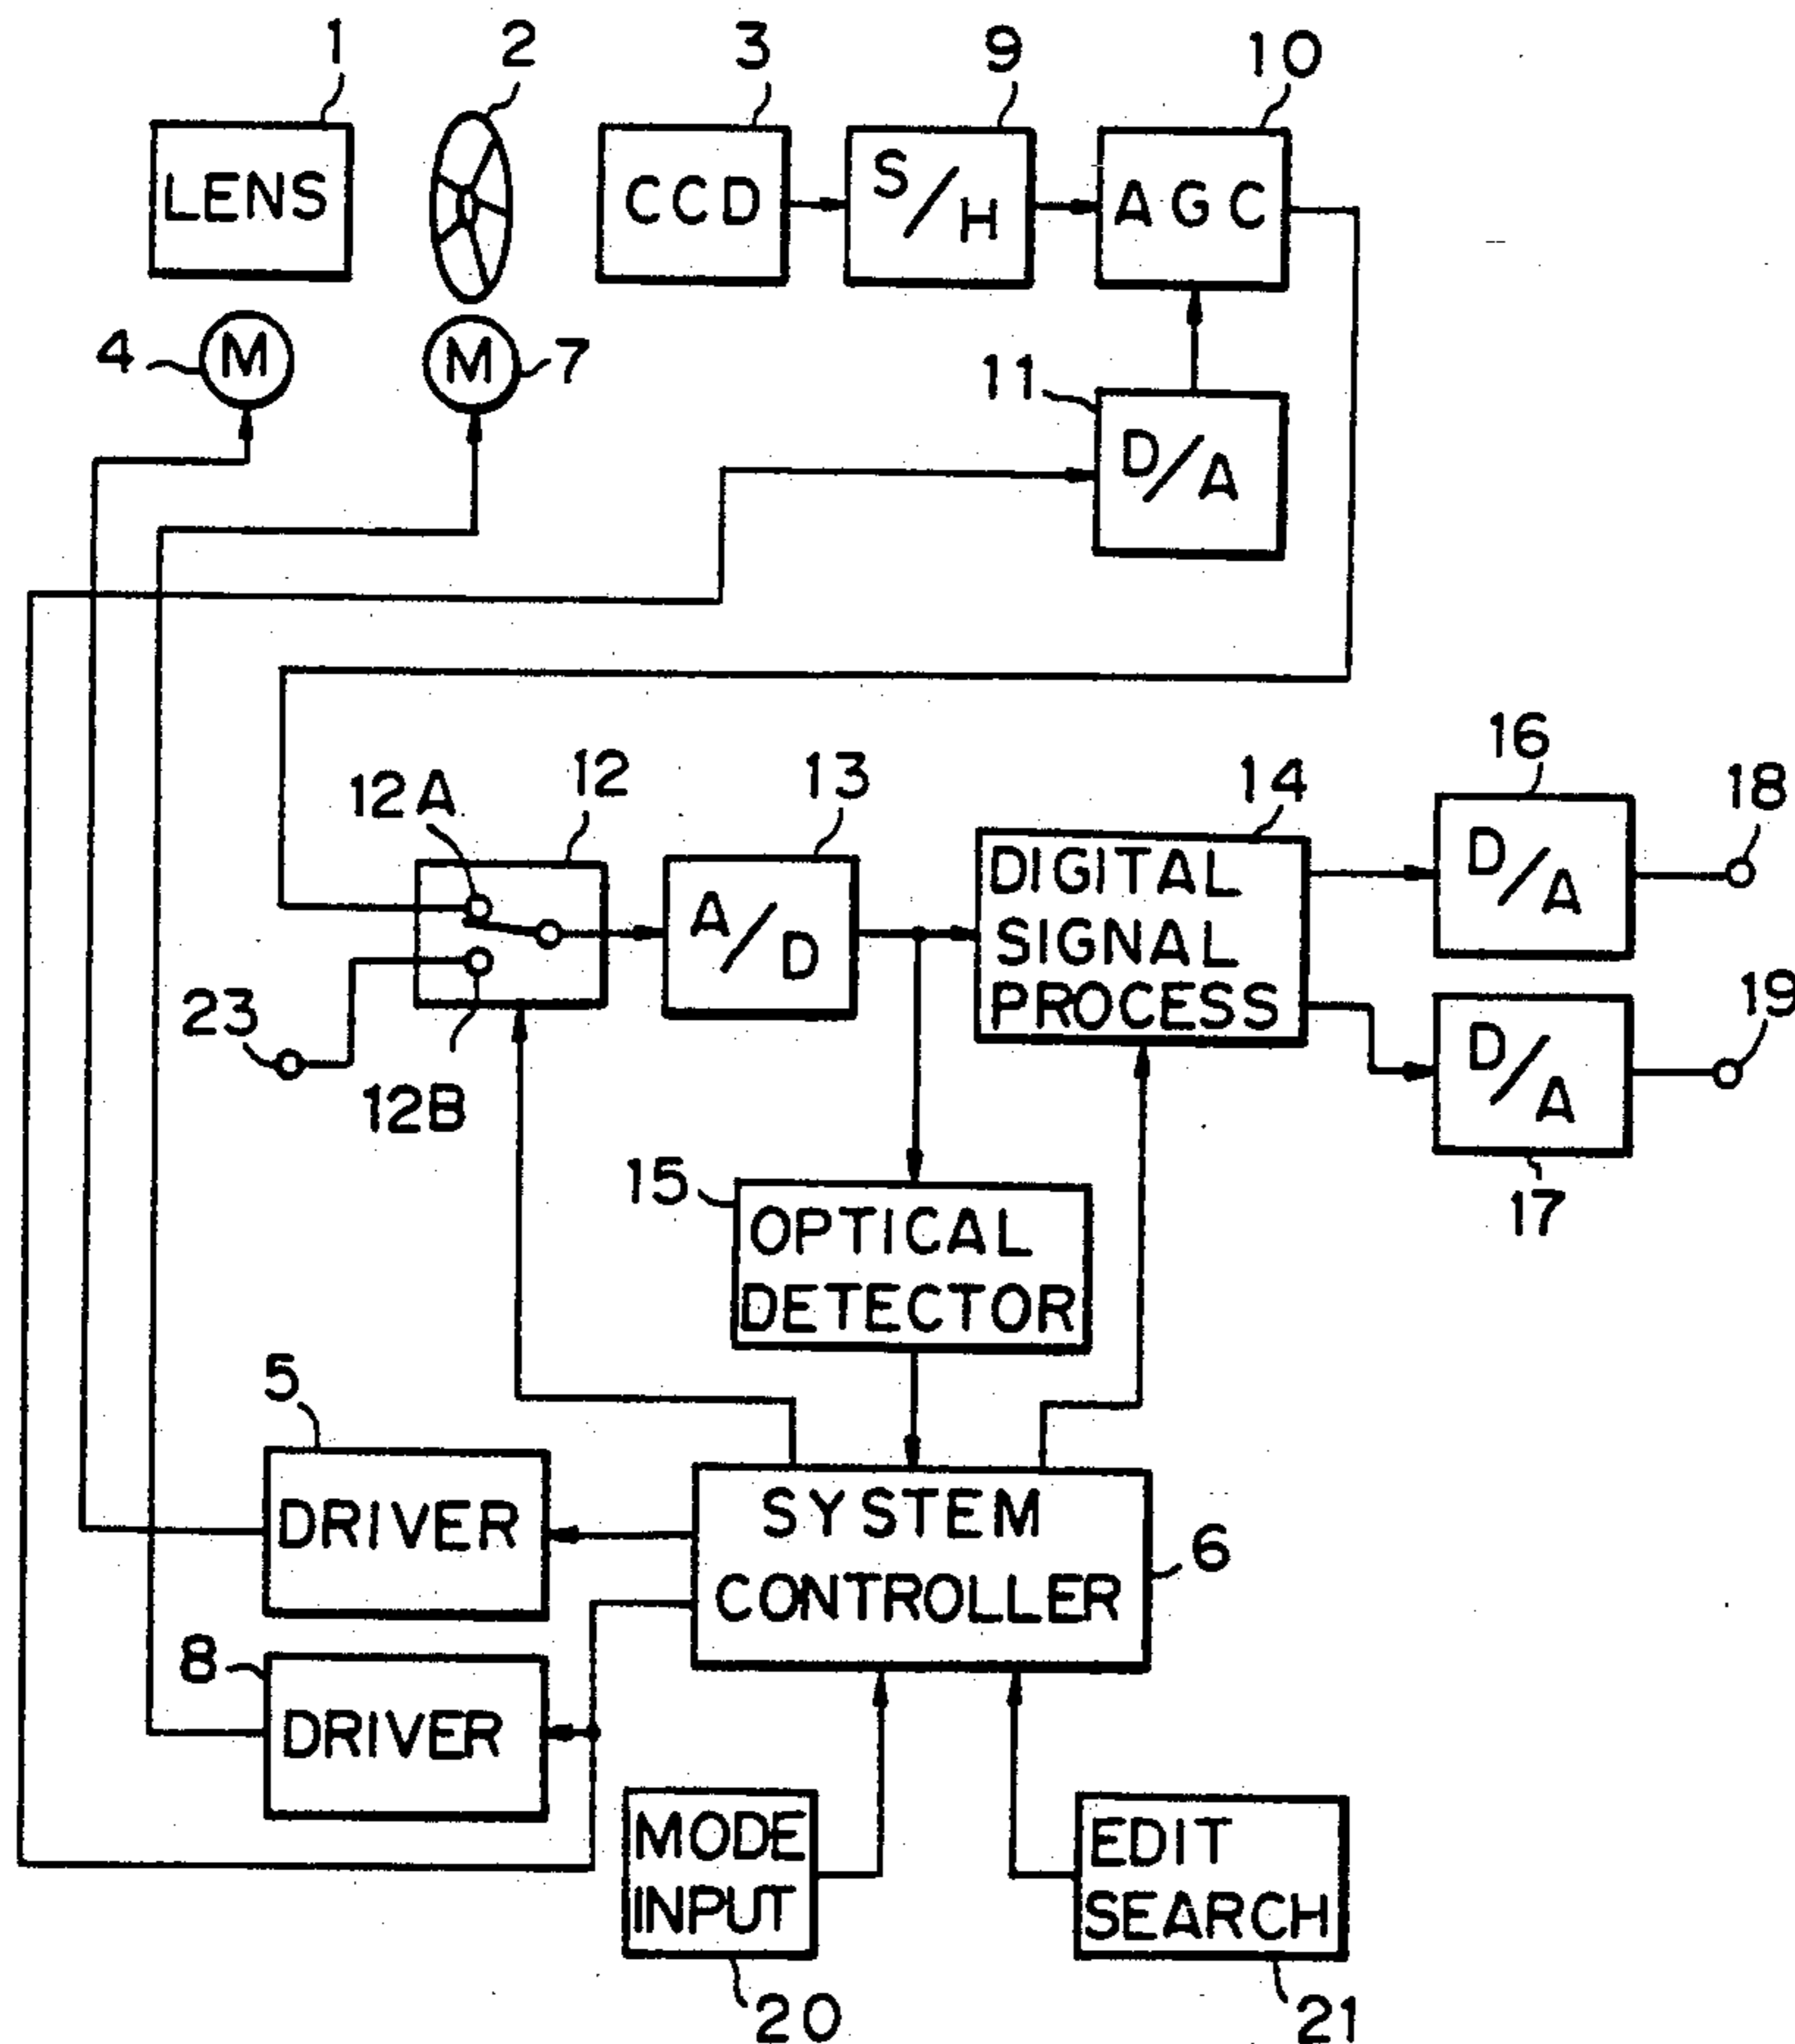 1
2
3
9
10
LENS
CCD
S/H
AGC
4
M
M
7
11
D/A
12A
12
13
14
16
18
A/D
DIGITAL
SIGNAL
PROCESS
D/A
23
12B
D/A
19
17
15
OPTICAL
DETECTOR
5
DRIVER
SYSTEM
CONTROLLER
6
8
DRIVER
MODE
INPUT
EDIT
SEARCH
20
21